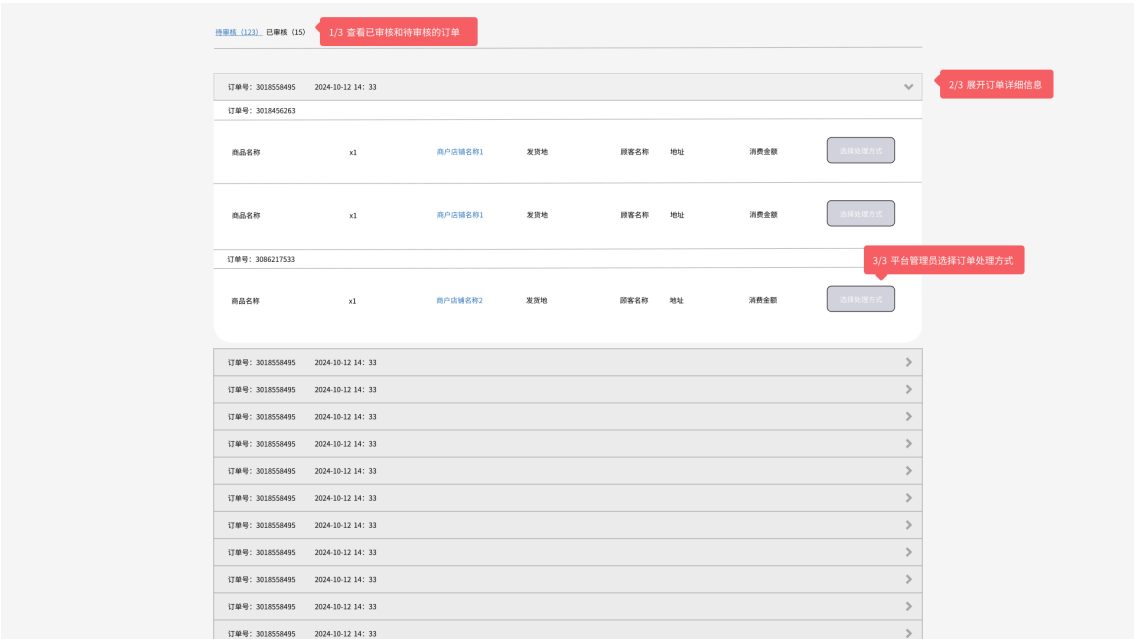 待审核（123） 已审核（15） 1/3 查看已审核和待审核的订单
订单号：3018558495 2024-10-12 14：33 2/3 展开订单详细信息
订单号：3018456263
商品名称 x1 商户店铺名称1 发货地 顾客名称 地址 消费金额 选择处理方式
商品名称 x1 商户店铺名称1 发货地 顾客名称 地址 消费金额 选择处理方式
订单号：3086217533 3/3 平台管理员选择订单处理方式
商品名称 x1 商户店铺名称2 发货地 顾客名称 地址 消费金额 选择处理方式
订单号：3018558495 2024-10-12 14：33
订单号：3018558495 2024-10-12 14：33
订单号：3018558495 2024-10-12 14：33
订单号：3018558495 2024-10-12 14：33
订单号：3018558495 2024-10-12 14：33
订单号：3018558495 2024-10-12 14：33
订单号：3018558495 2024-10-12 14：33
订单号：3018558495 2024-10-12 14：33
订单号：3018558495 2024-10-12 14：33
订单号：3018558495 2024-10-12 14：33
订单号：3018558495 2024-10-12 14：33